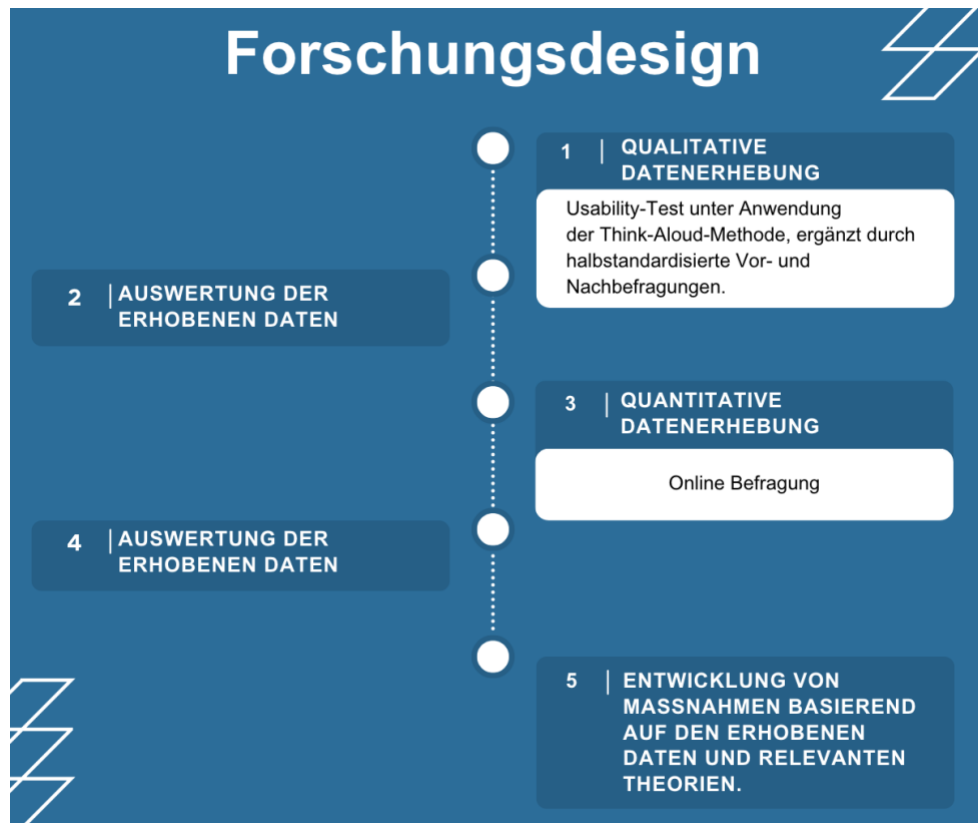 Forschungsdesign
1 | QUALITATIVE
DATENERHEBUNG
Usability-Test unter Anwendung
der Think-Aloud-Methode, ergänzt durch
halbstandardisierte Vor- und
Nachbefragungen.
2 | AUSWERTUNG DER
ERHOBENEN DATEN
3 | QUANTITATIVE
DATENERHEBUNG
Online Befragung
4 | AUSWERTUNG DER
ERHOBENEN DATEN
5 | ENTWICKLUNG VON
MASSNAHMEN BASIEREND
AUF DEN ERHOBENEN
DATEN UND RELEVANTEN
THEORIEN.